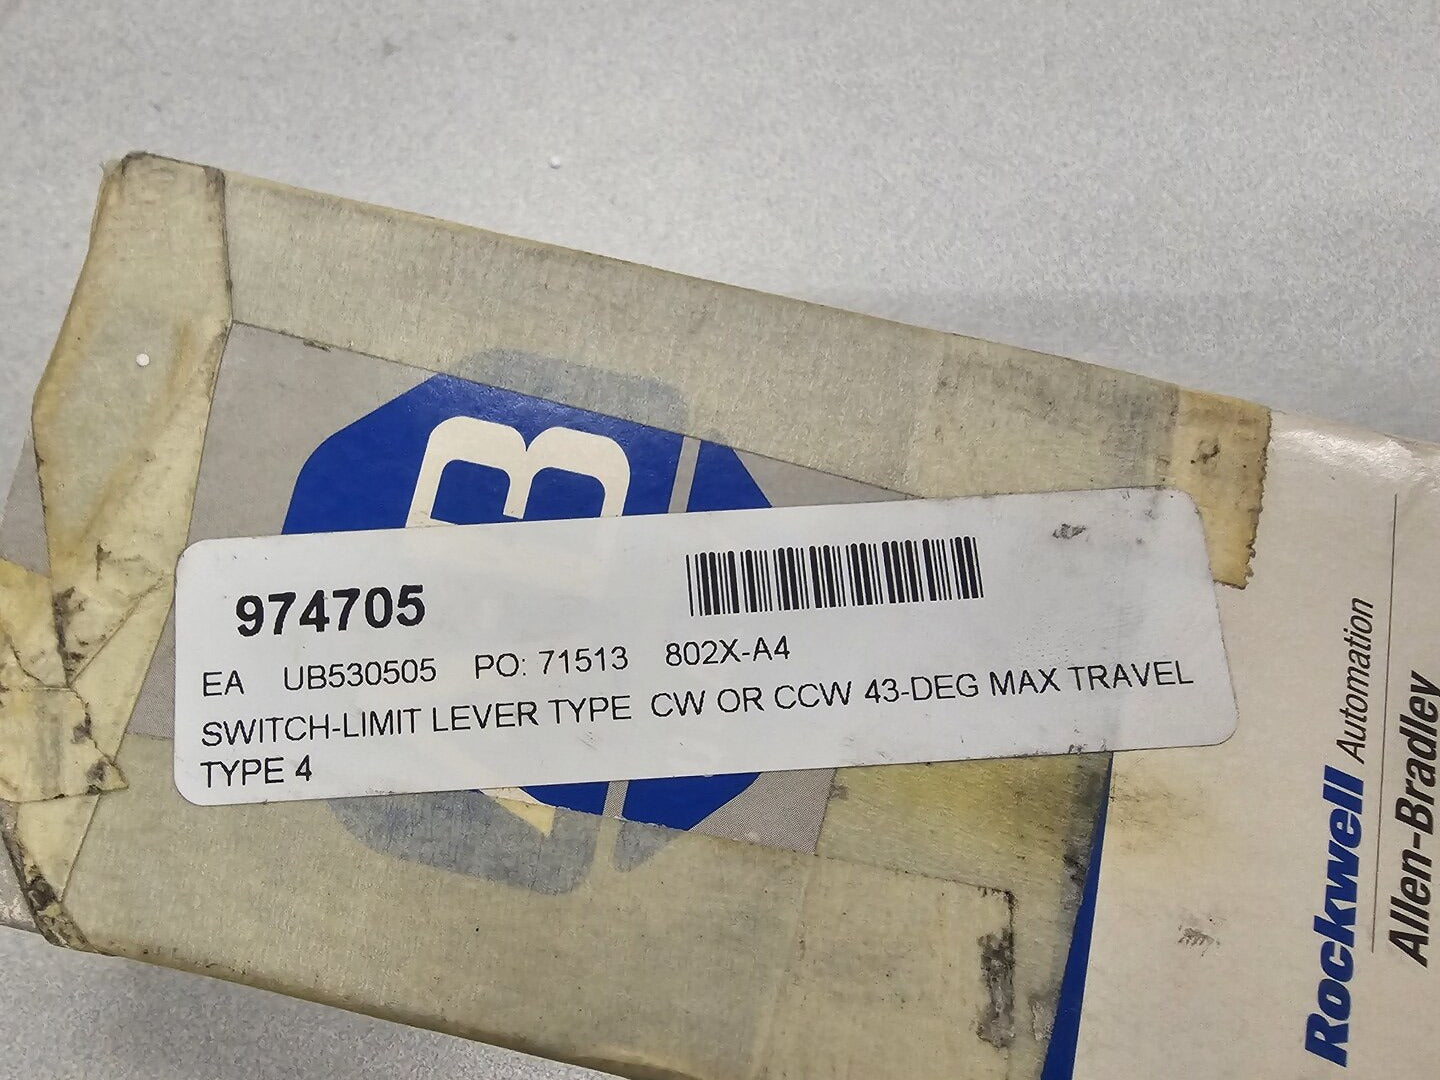 974705
EA UB530505 PO: 71513 802X-A4
SWITCH-LIMIT LEVER TYPE CW OR CCW 43-DEG MAX TRAVEL
TYPE 4
Rockwell Automation
Allen-Bradley
B